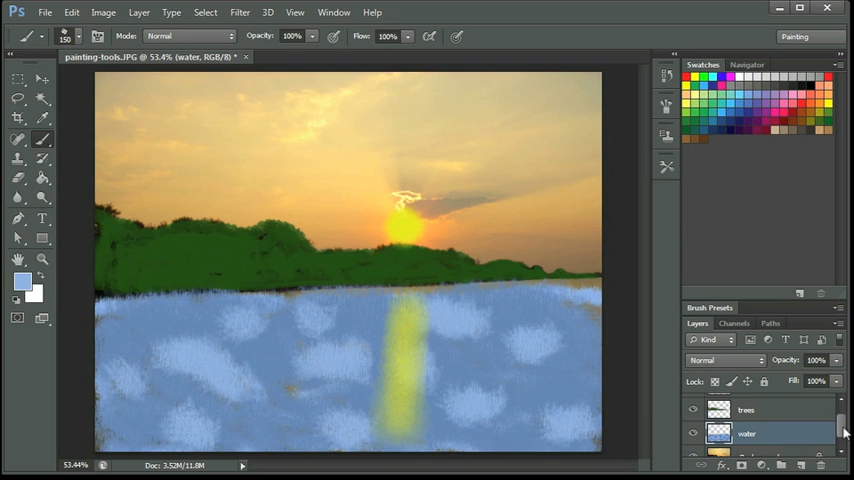 Ps File Edit Image Layer Type Select Filter 3D View Window Help
150 Mode: Normal Opacity: 100% Flow: 100% Painting
painting-tools.JPG @ 53.4% (water, RGB/8) * ×
Swatches Navigator
Brush Presets
Layers Channels Paths
Kind
Normal Opacity: 100%
Lock: Fill: 100%
trees
water
53.44% Doc: 3.52M/11.8M